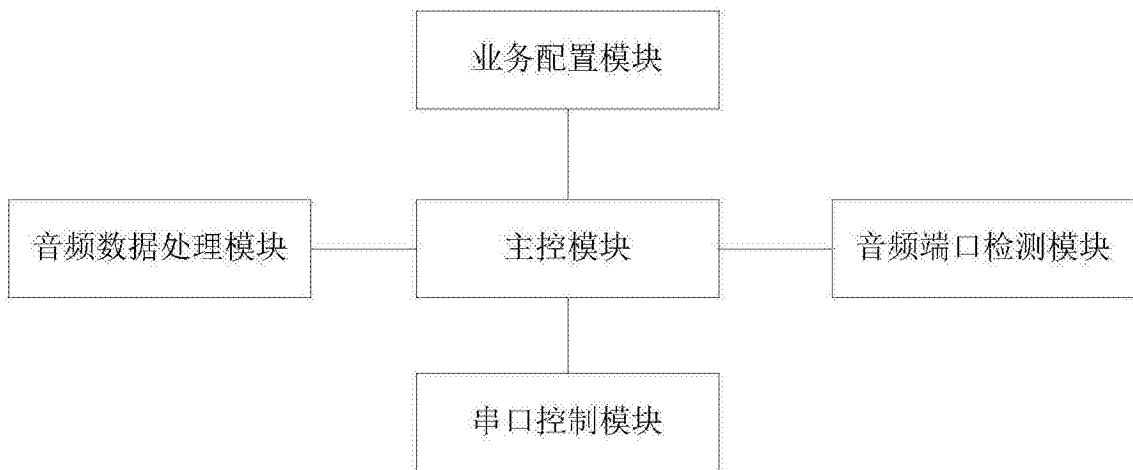 业务配置模块
音频数据处理模块
主控模块
音频端口检测模块
串口控制模块